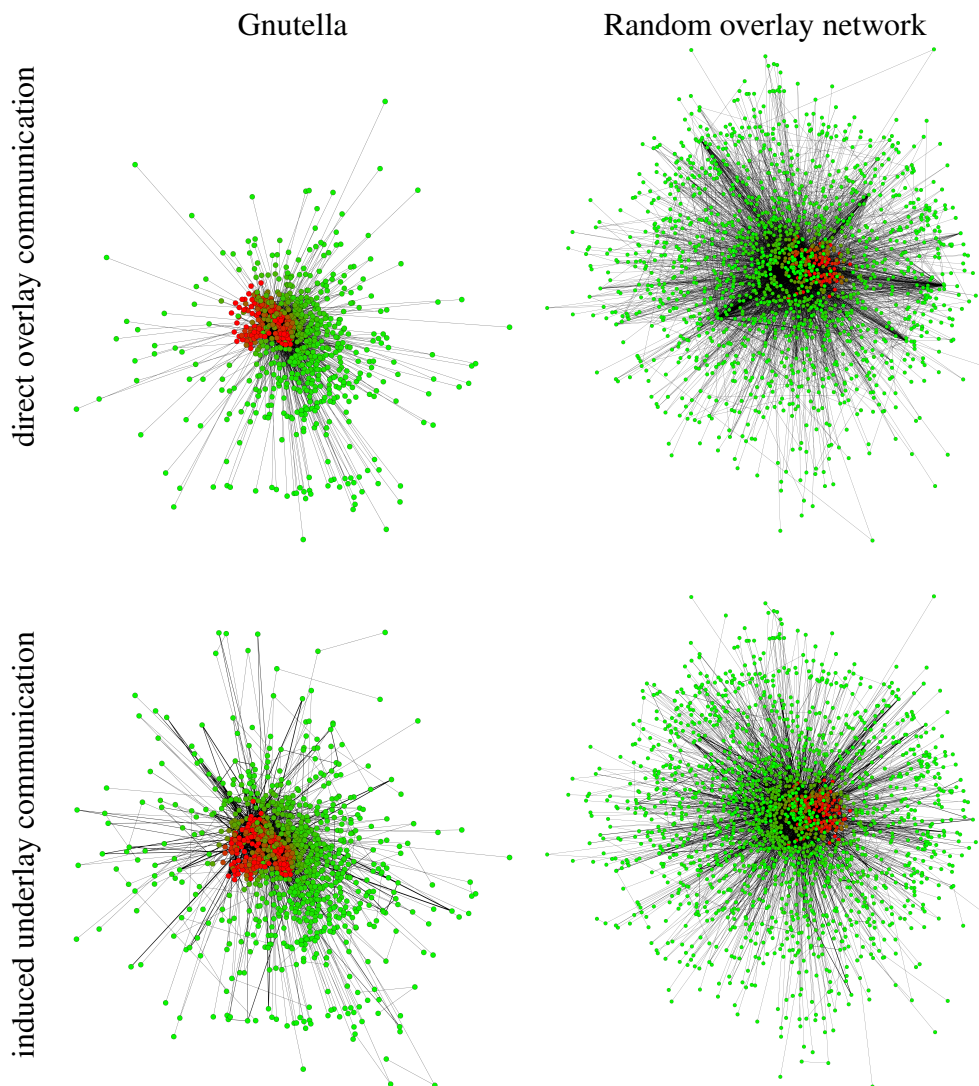 Gnutella
Random overlay network
direct overlay communication
induced underlay communication